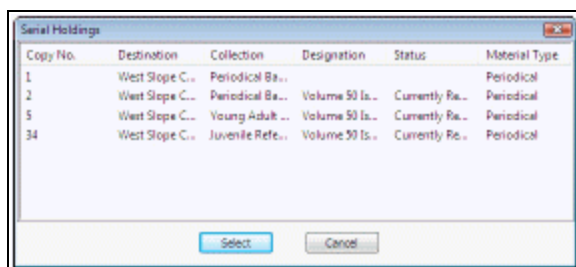 Serial Holdings
Copy No. Destination Collection Designation Status Material Type
1 West Slope C... Periodical Ba... Periodical
2 West Slope C... Periodical Ba... Volume 50 Is... Currently Re... Periodical
5 West Slope C... Young Adult ... Volume 50 Is... Currently Re... Periodical
34 West Slope C... Juvenile Refe... Volume 50 Is... Currently Re... Periodical
Select Cancel